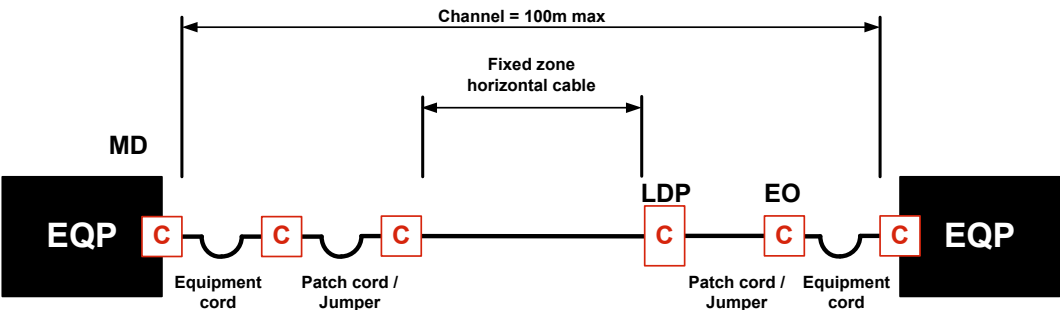 Channel = 100m max
Fixed zone
horizontal cable
MD
LDP
EO
EQP
C
C
C
C
C
C
EQP
Equipment
cord
Patch cord /
Jumper
Patch cord /
Jumper
Equipment
cord